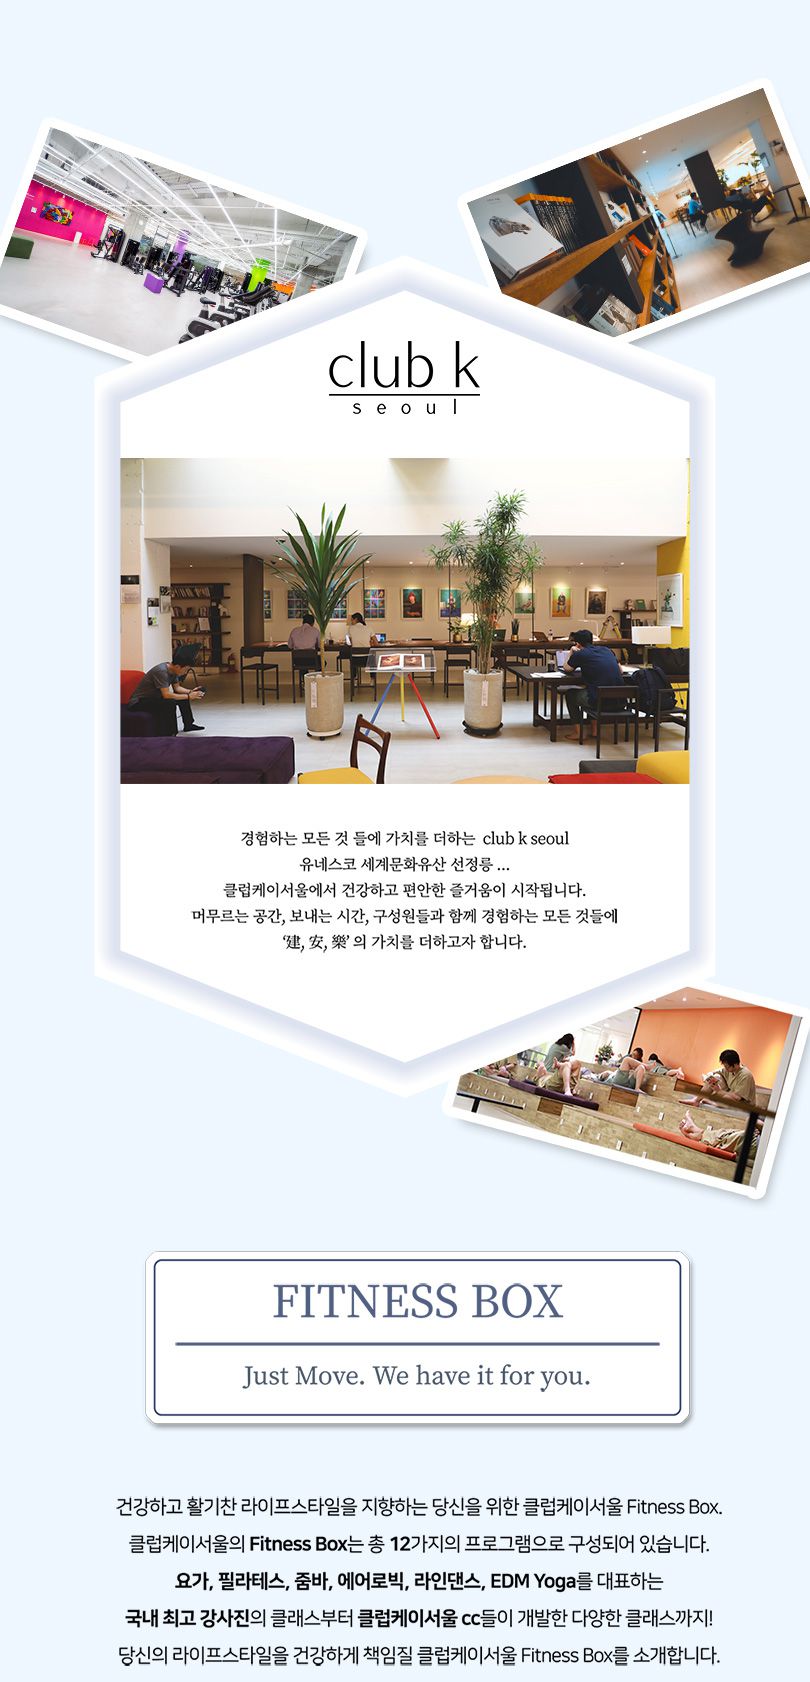 club k
seoul
경험하는 모든 것 들에 가치를 더하는 club k seoul
유네스코 세계문화유산 선정릉 ...
클럽케이서울에서 건강하고 편안한 즐거움이 시작됩니다.
머무르는 공간, 보내는 시간, 구성원들과 함께 경험하는 모든 것들에
‘建, 安, 樂’ 의 가치를 더하고자 합니다.
FITNESS BOX
Just Move. We have it for you.
건강하고 활기찬 라이프스타일을 지향하는 당신을 위한 클럽케이서울 Fitness Box.
클럽케이서울의 Fitness Box는 총 12가지의 프로그램으로 구성되어 있습니다.
요가, 필라테스, 줌바, 에어로빅, 라인댄스, EDM Yoga를 대표하는
국내 최고 강사진의 클래스부터 클럽케이서울 cc들이 개발한 다양한 클래스까지!
당신의 라이프스타일을 건강하게 책임질 클럽케이서울 Fitness Box를 소개합니다.